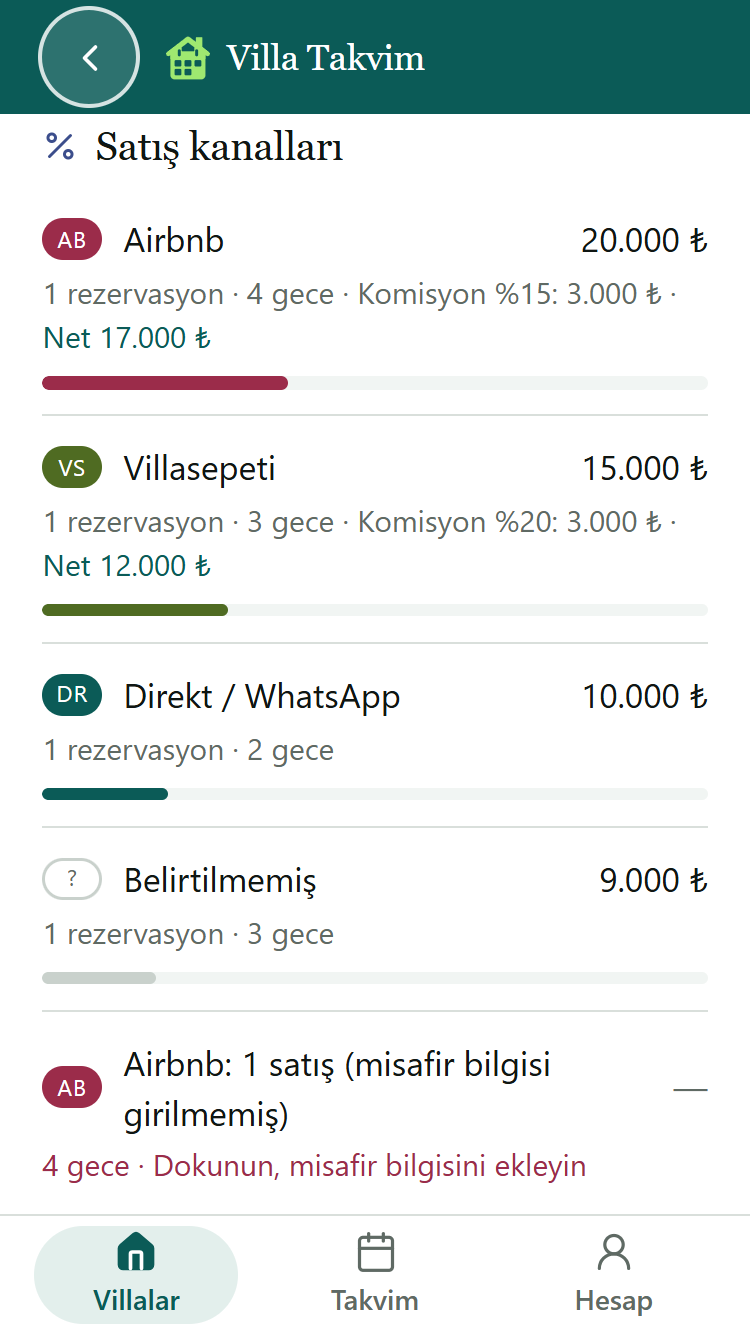 Villa Takvim
% Satış kanalları
AB Airbnb 20.000 ₺
1 rezervasyon · 4 gece · Komisyon %15: 3.000 ₺ ·
Net 17.000 ₺
VS Villasepeti 15.000 ₺
1 rezervasyon · 3 gece · Komisyon %20: 3.000 ₺ ·
Net 12.000 ₺
DR Direkt / WhatsApp 10.000 ₺
1 rezervasyon · 2 gece
? Belirtilmemiş 9.000 ₺
1 rezervasyon · 3 gece
AB Airbnb: 1 satış (misafir bilgisi girilmemiş) —
4 gece · Dokunun, misafir bilgisini ekleyin
Villalar Takvim Hesap